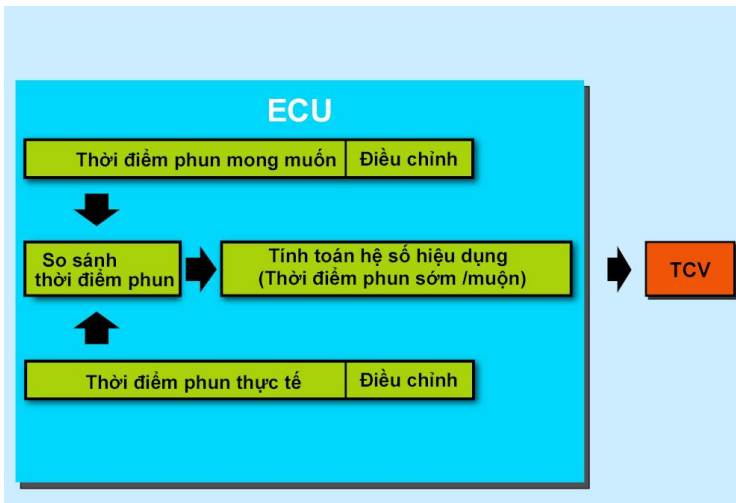 ECU
Thời điểm phun mong muốn
Điều chỉnh
So sánh
thời điểm phun
Tính toán hệ số hiệu dụng
(Thời điểm phun sớm /muộn)
TCV
Thời điểm phun thực tế
Điều chỉnh